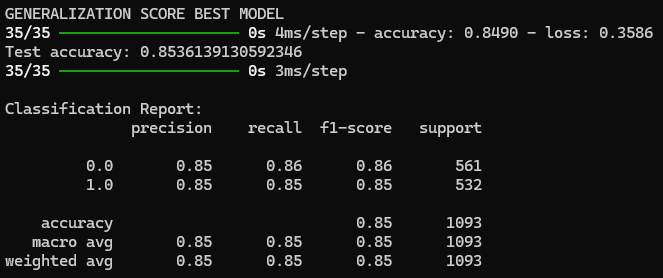 GENERALIZATION SCORE BEST MODEL
35/35 ━━━━━━━━━━━━━━━━━━━━ 0s 4ms/step - accuracy: 0.8490 - loss: 0.3586
Test accuracy: 0.8536139130592346
35/35 ━━━━━━━━━━━━━━━━━━━━ 0s 3ms/step
Classification Report:
precision recall f1-score support
0.0 0.85 0.86 0.86 561
1.0 0.85 0.85 0.85 532
accuracy 0.85 1093
macro avg 0.85 0.85 0.85 1093
weighted avg 0.85 0.85 0.85 1093